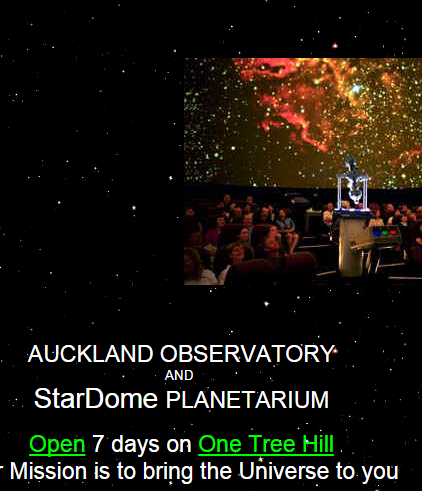 AUCKLAND OBSERVATORY
AND
StarDome PLANETARIUM
Open 7 days on One Tree Hill
Mission is to bring the Universe to you